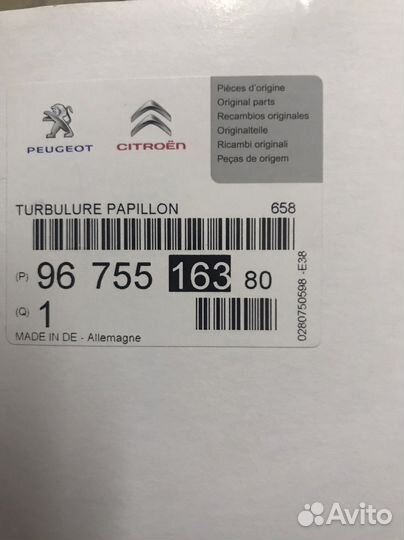 PEUGEOT
CITROËN
Pièces d'origine
Original parts
Recambios originales
Originalteile
Ricambi originali
Peças de origem
TURBULURE PAPILLON 658
(P) 96 755 163 80
(Q) 1
MADE IN DE - Allemagne
0280750598 -E38
Avito